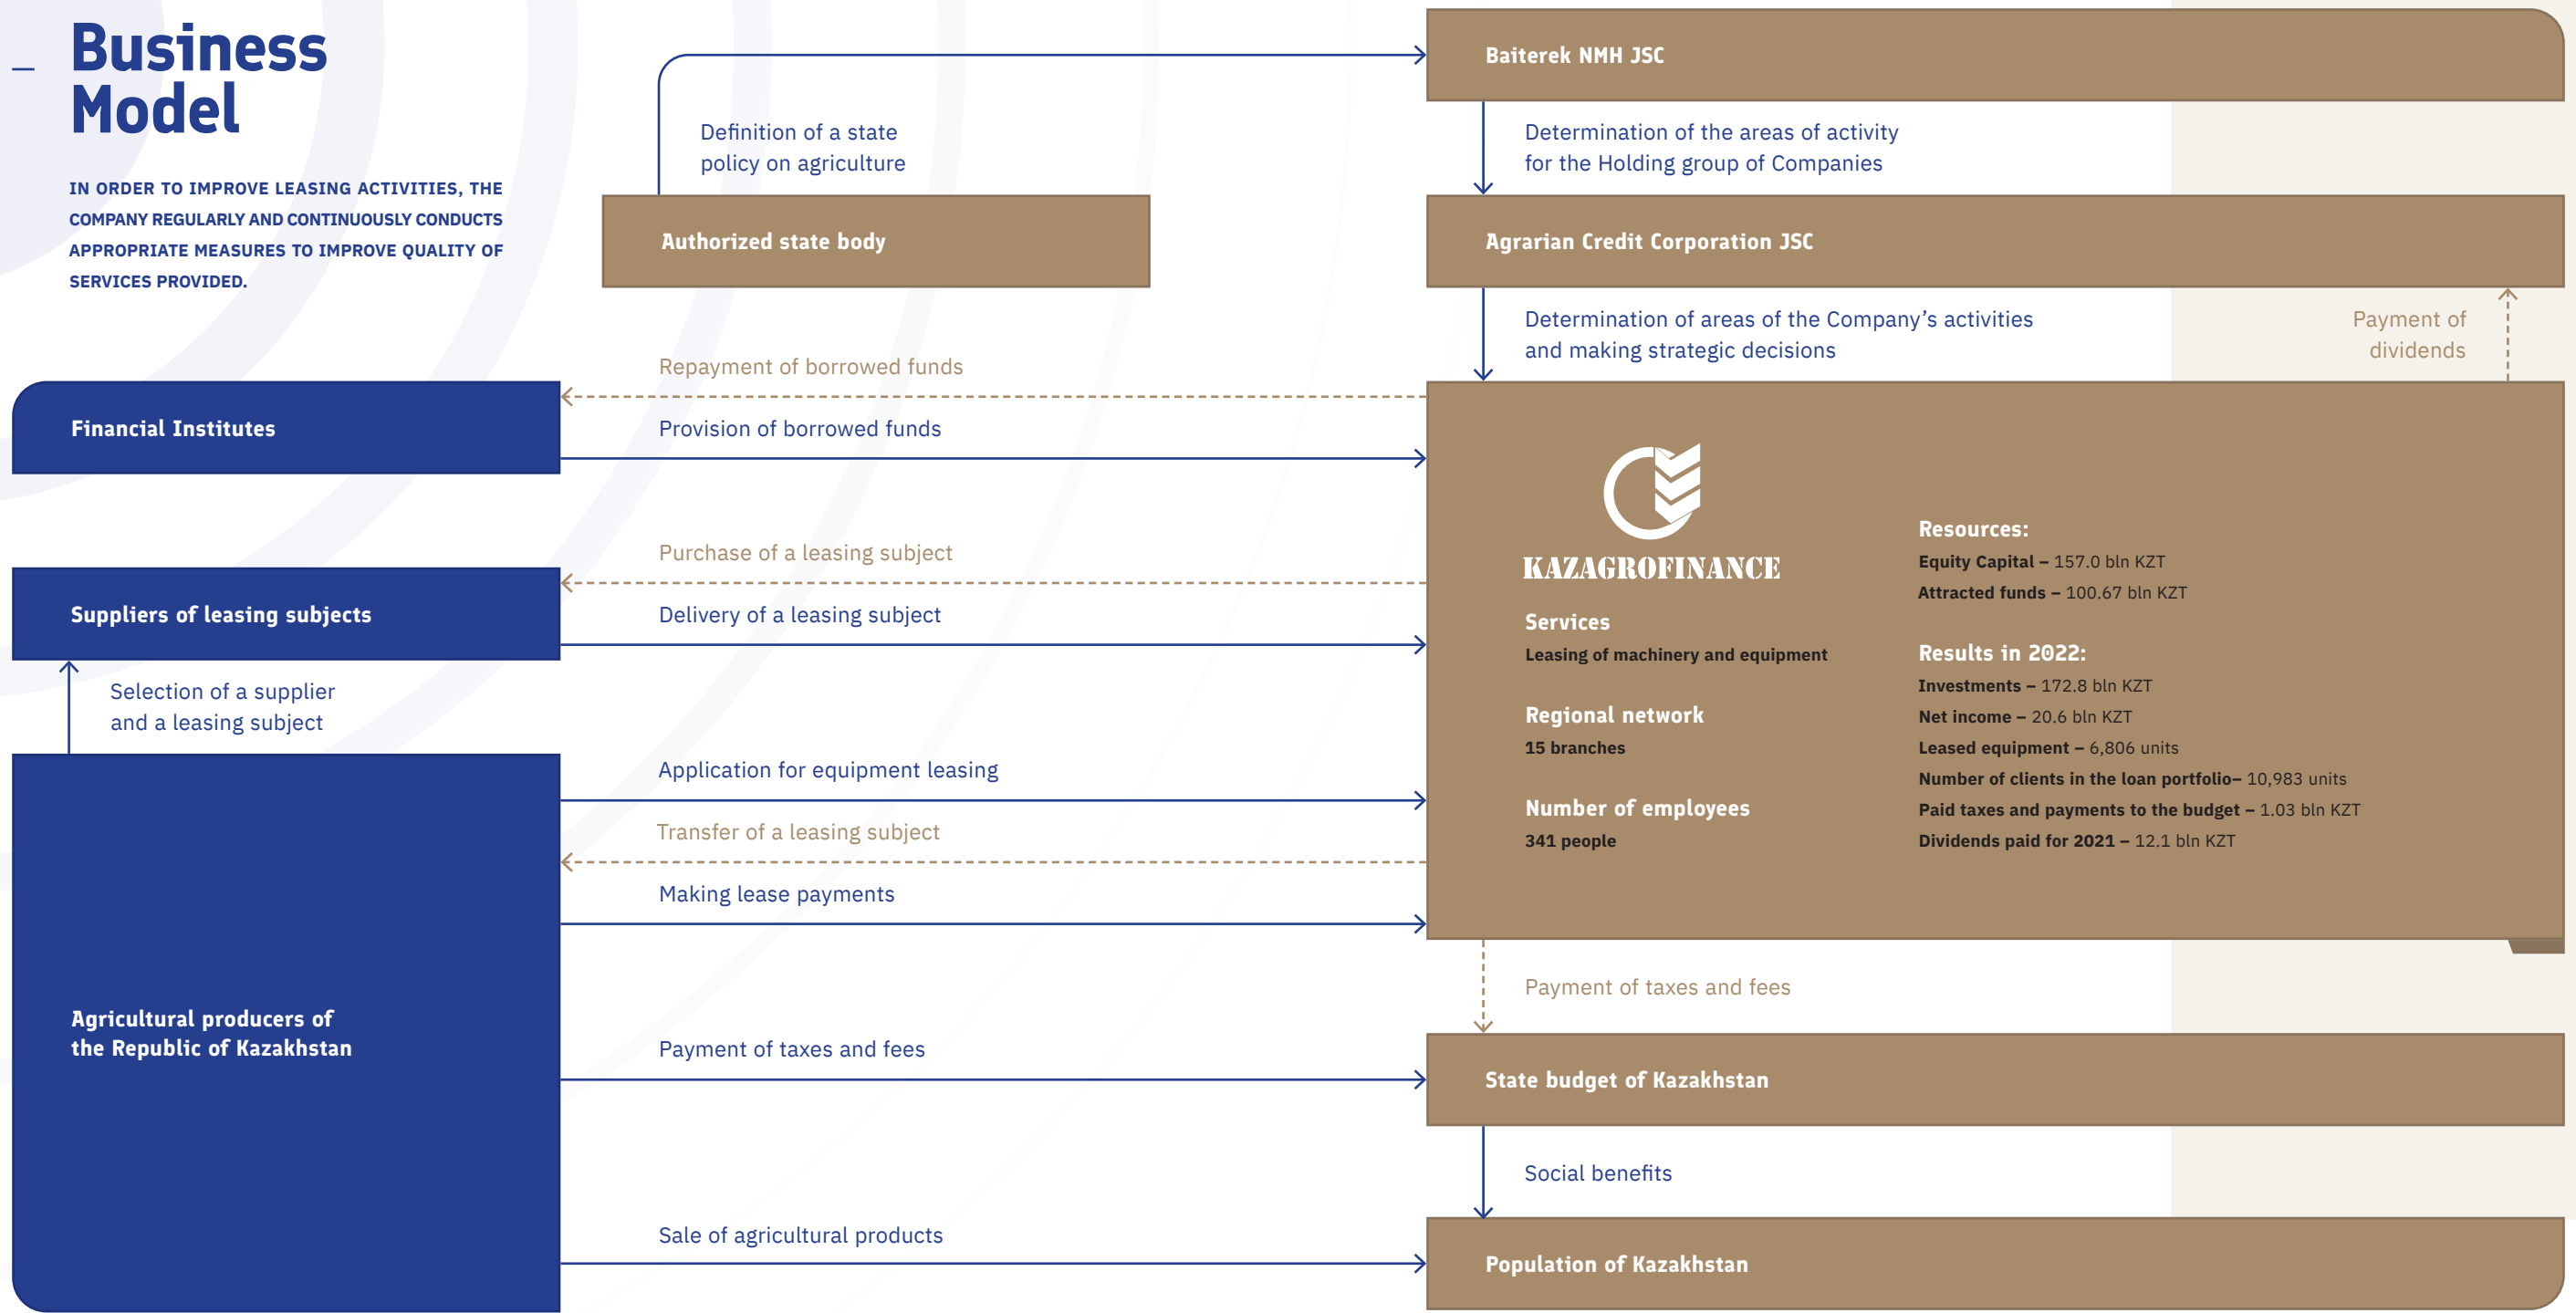 Business
Model
IN ORDER TO IMPROVE LEASING ACTIVITIES, THE
COMPANY REGULARLY AND CONTINUOUSLY CONDUCTS
APPROPRIATE MEASURES TO IMPROVE QUALITY OF
SERVICES PROVIDED.
Definition of a state
policy on agriculture
Authorized state body
Baiterek NMH JSC
Determination of the areas of activity
for the Holding group of Companies
Agrarian Credit Corporation JSC
Determination of areas of the Company’s activities
and making strategic decisions
Payment of
dividends
Financial Institutes
Repayment of borrowed funds
Provision of borrowed funds
Suppliers of leasing subjects
Purchase of a leasing subject
Delivery of a leasing subject
Selection of a supplier
and a leasing subject
Agricultural producers of
the Republic of Kazakhstan
Application for equipment leasing
Transfer of a leasing subject
Making lease payments
Payment of taxes and fees
Sale of agricultural products
KAZAGROFINANCE
Services
Leasing of machinery and equipment
Regional network
15 branches
Number of employees
341 people
Resources:
Equity Capital – 157.0 bln KZT
Attracted funds – 100.67 bln KZT
Results in 2022:
Investments – 172.8 bln KZT
Net income – 20.6 bln KZT
Leased equipment – 6,806 units
Number of clients in the loan portfolio– 10,983 units
Paid taxes and payments to the budget – 1.03 bln KZT
Dividends paid for 2021 – 12.1 bln KZT
Payment of taxes and fees
State budget of Kazakhstan
Social benefits
Population of Kazakhstan